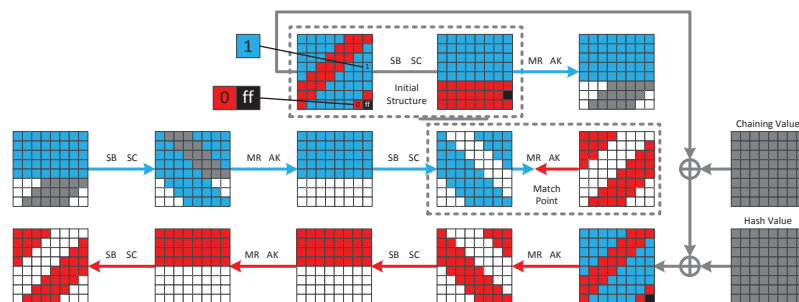 1
SB SC
1
MR AK
0 ff
0 ff
Initial
Structure
Chaining Value
SB SC
MR AK
SB SC
MR AK
Match
Point
Hash Value
SB SC
MR AK
SB SC
MR AK